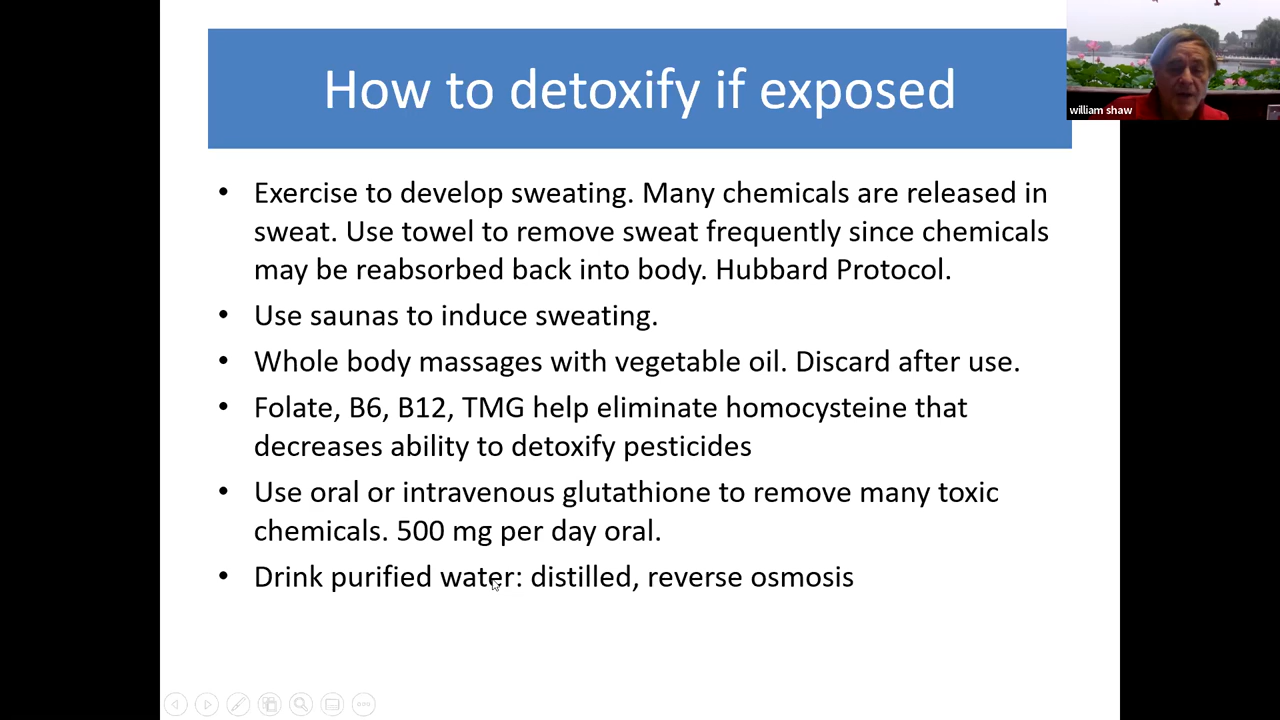 How to detoxify if exposed
william shaw
• Exercise to develop sweating. Many chemicals are released in
sweat. Use towel to remove sweat frequently since chemicals
may be reabsorbed back into body. Hubbard Protocol.
• Use saunas to induce sweating.
• Whole body massages with vegetable oil. Discard after use.
• Folate, B6, B12, TMG help eliminate homocysteine that
decreases ability to detoxify pesticides
• Use oral or intravenous glutathione to remove many toxic
chemicals. 500 mg per day oral.
• Drink purified water: distilled, reverse osmosis